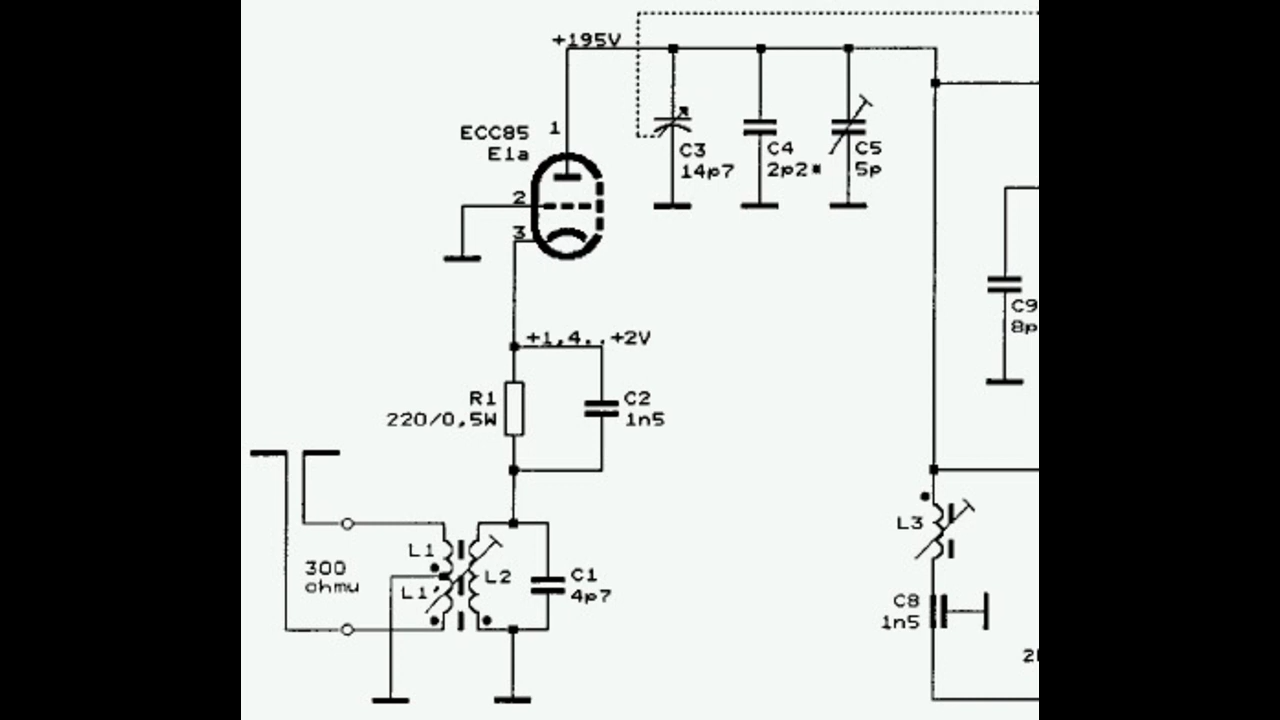 +195V
ECC85
E1a
1
2
3
C3
14p7
C4
2p2*
C5
5p
C9
8p
+1,4..+2V
R1
220/0,5W
C2
1n5
300
ohmu
L1
L1'
L2
C1
4p7
L3
C8
1n5